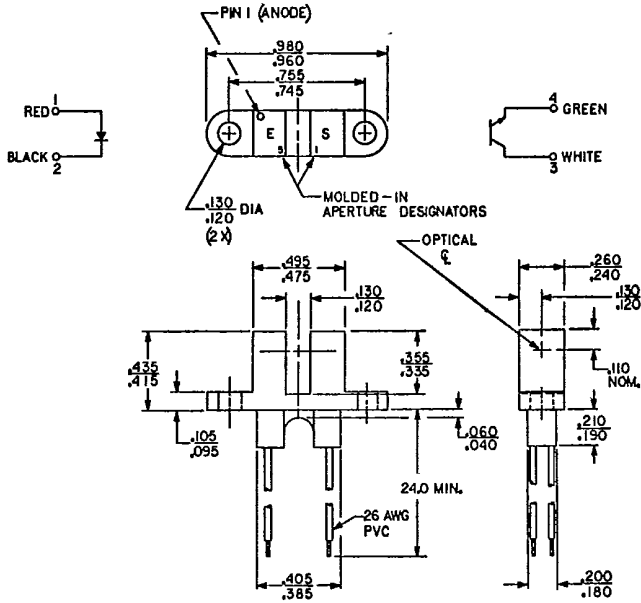 PIN 1 (ANODE)
.980
.960
.755
.745
1
RED
BLACK
2
E
S
5
1
4
GREEN
WHITE
3
.130
.120 DIA
(2X)
MOLDED-IN
APERTURE DESIGNATORS
OPTICAL
℄
.495
.475
.130
.120
.260
.240
.130
.120
.435
.415
.355
.335
.110
NOM.
.105
.095
.060
.040
.210
.190
24.0 MIN.
26 AWG
PVC
.405
.385
.200
.180